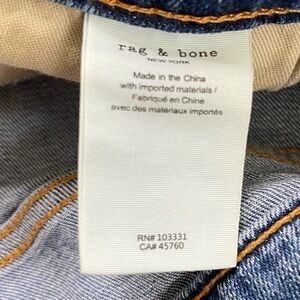 rag & bone
NEW YORK
Made in the China
with imported materials /
Fabriqué en Chine
avec des matériaux importés
RN# 103331
CA# 45760